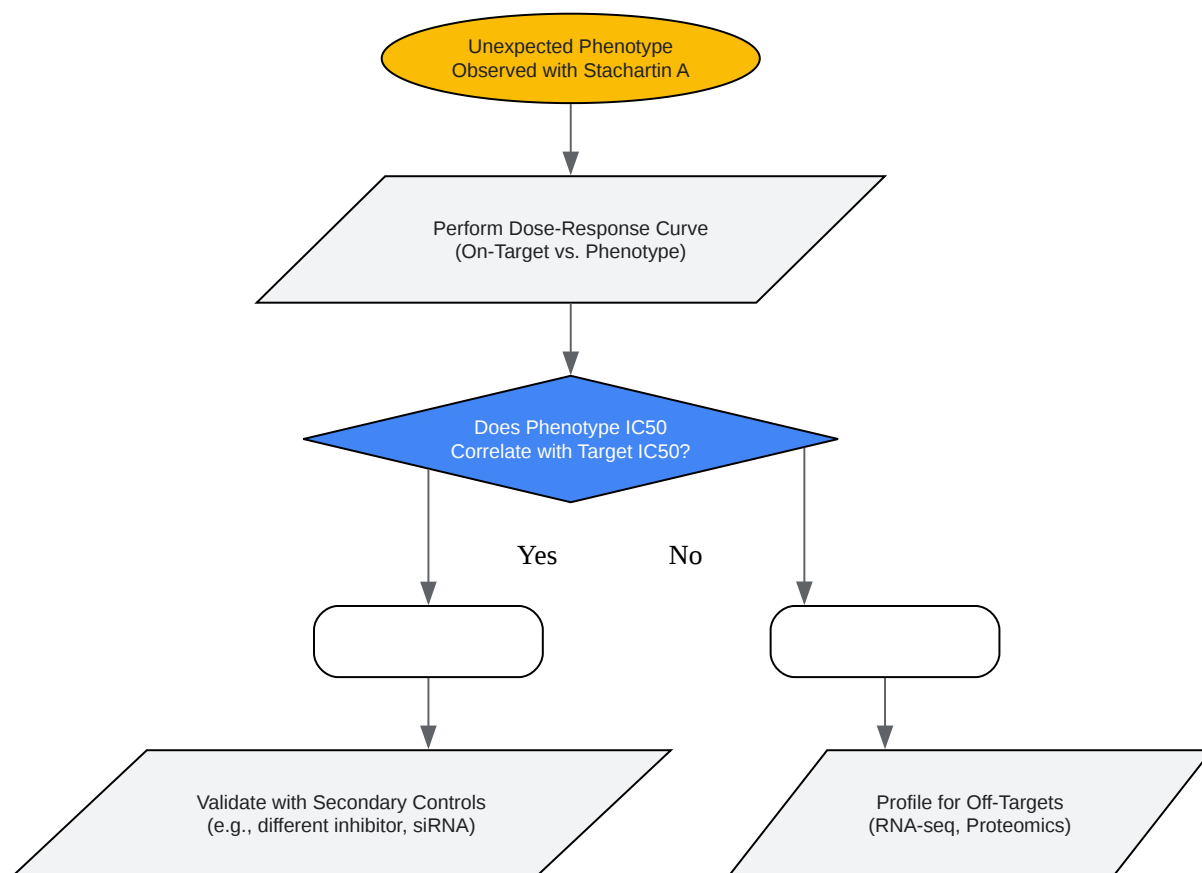 Unexpected Phenotype
Observed with Stachartin A
Perform Dose-Response Curve
(On-Target vs. Phenotype)
Does Phenotype IC50
Correlate with Target IC50?
Yes
No
Validate with Secondary Controls
(e.g., different inhibitor, siRNA)
Profile for Off-Targets
(RNA-seq, Proteomics)